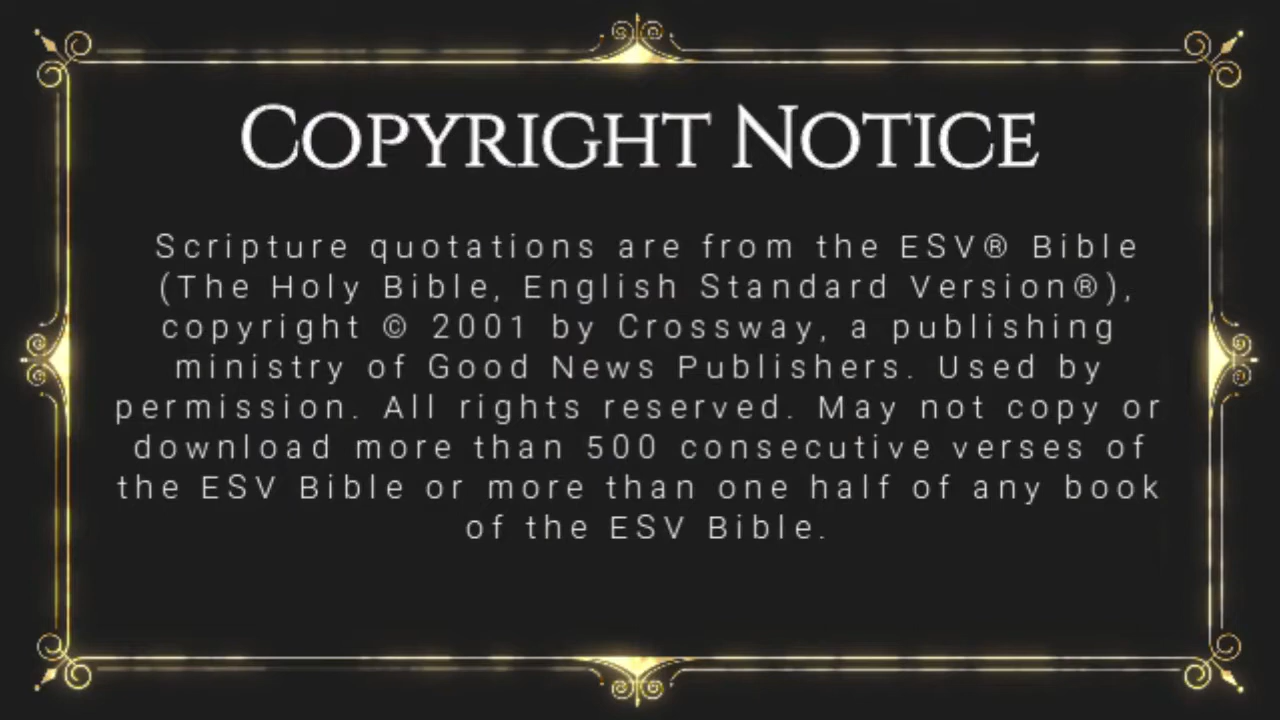 Copyright Notice
Scripture quotations are from the ESV® Bible
(The Holy Bible, English Standard Version®),
copyright © 2001 by Crossway, a publishing
ministry of Good News Publishers. Used by
permission. All rights reserved. May not copy or
download more than 500 consecutive verses of
the ESV Bible or more than one half of any book
of the ESV Bible.